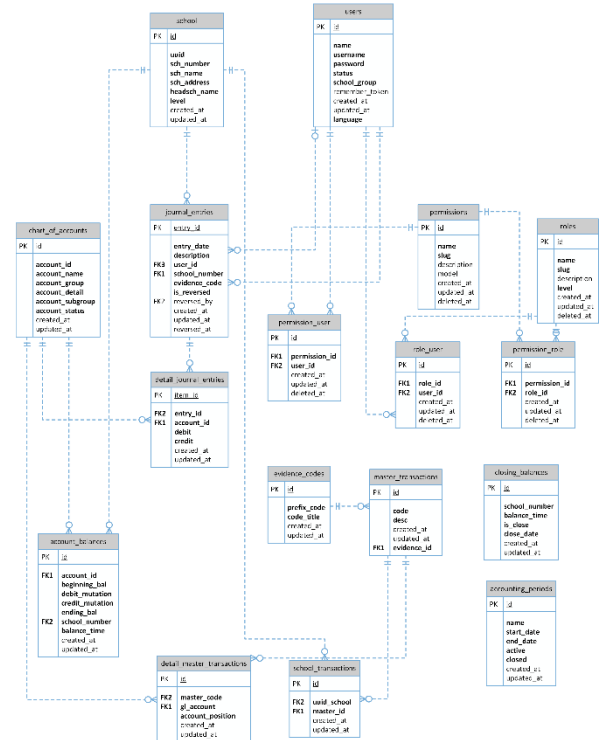 school
PK id
uuid
sch_number
sch_name
sch_address
headsch_name
level
created_at
updated_at
users
PK id
name
username
password
status
school_group
remember_token
created_at
updated_at
language
journal_entries
PK entry_id
entry_date
description
FK3 user_id
FK1 school_number
evidence_code
is_reversed
FK2 reversed_by
created_at
updated_at
reversed_at
chart_of_accounts
PK id
account_id
account_name
account_group
account_detail
account_subgroup
account_status
created_at
updated_at
permissions
PK id
name
slug
description
model
created_at
updated_at
deleted_at
roles
PK id
name
slug
description
level
created_at
updated_at
deleted_at
permission_user
PK id
FK1 permission_id
FK2 user_id
created_at
updated_at
deleted_at
role_user
PK id
FK1 role_id
FK2 user_id
created_at
updated_at
deleted_at
permission_role
PK id
FK1 permission_id
FK2 role_id
created_at
updated_at
deleted_at
detail_journal_entries
PK item_id
FK2 entry_id
FK1 account_id
debit
credit
created_at
updated_at
evidence_codes
PK id
prefix_code
code_title
created_at
updated_at
master_transactions
PK id
code
desc
created_at
updated_at
FK1 evidence_id
closing_balances
PK id
school_number
balance_time
is_close
close_date
created_at
updated_at
account_balances
PK id
FK1 account_id
beginning_bal
debit_mutation
credit_mutation
ending_bal
FK2 school_number
balance_time
created_at
updated_at
accounting_periods
PK id
name
start_date
end_date
active
closed
created_at
updated_at
detail_master_transactions
PK id
FK2 master_code
FK1 gl_account
account_position
created_at
updated_at
school_transactions
PK id
FK2 uuid_school
FK1 master_id
created_at
updated_at